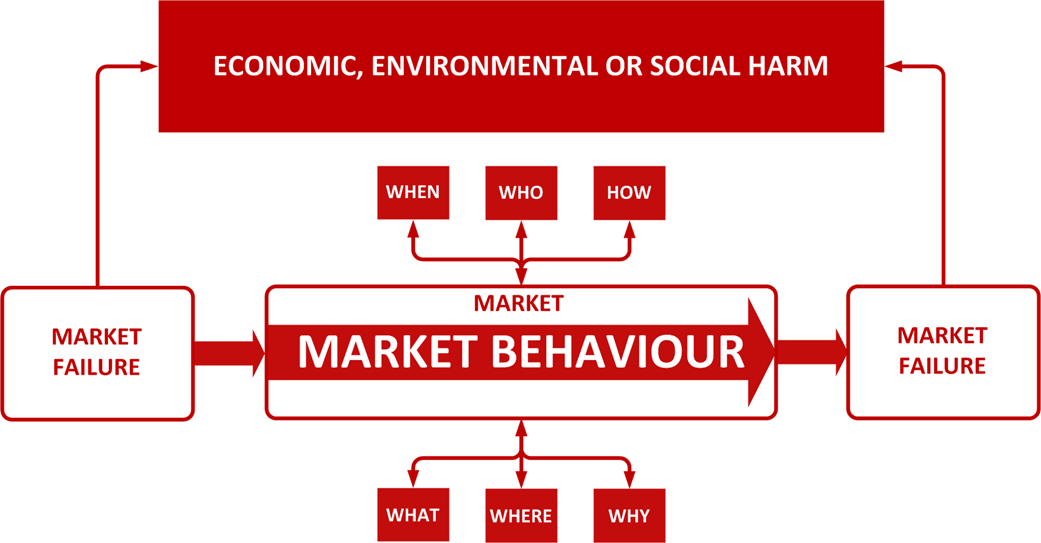 ECONOMIC, ENVIRONMENTAL OR SOCIAL HARM
WHEN
WHO
HOW
MARKET
FAILURE
MARKET
MARKET BEHAVIOUR
MARKET
FAILURE
WHAT
WHERE
WHY